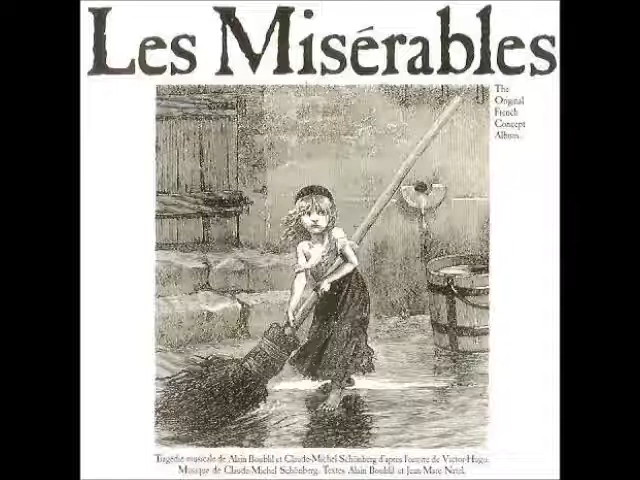 Les Misérables
The
Original
French
Concept
Album.
Tragédie musicale de Alain Boublil et Claude-Michel Schönberg d'après l'oeuvre de Victor Hugo.
Musique de Claude-Michel Schönberg. Textes Alain Boublil et Jean-Marc Natel.